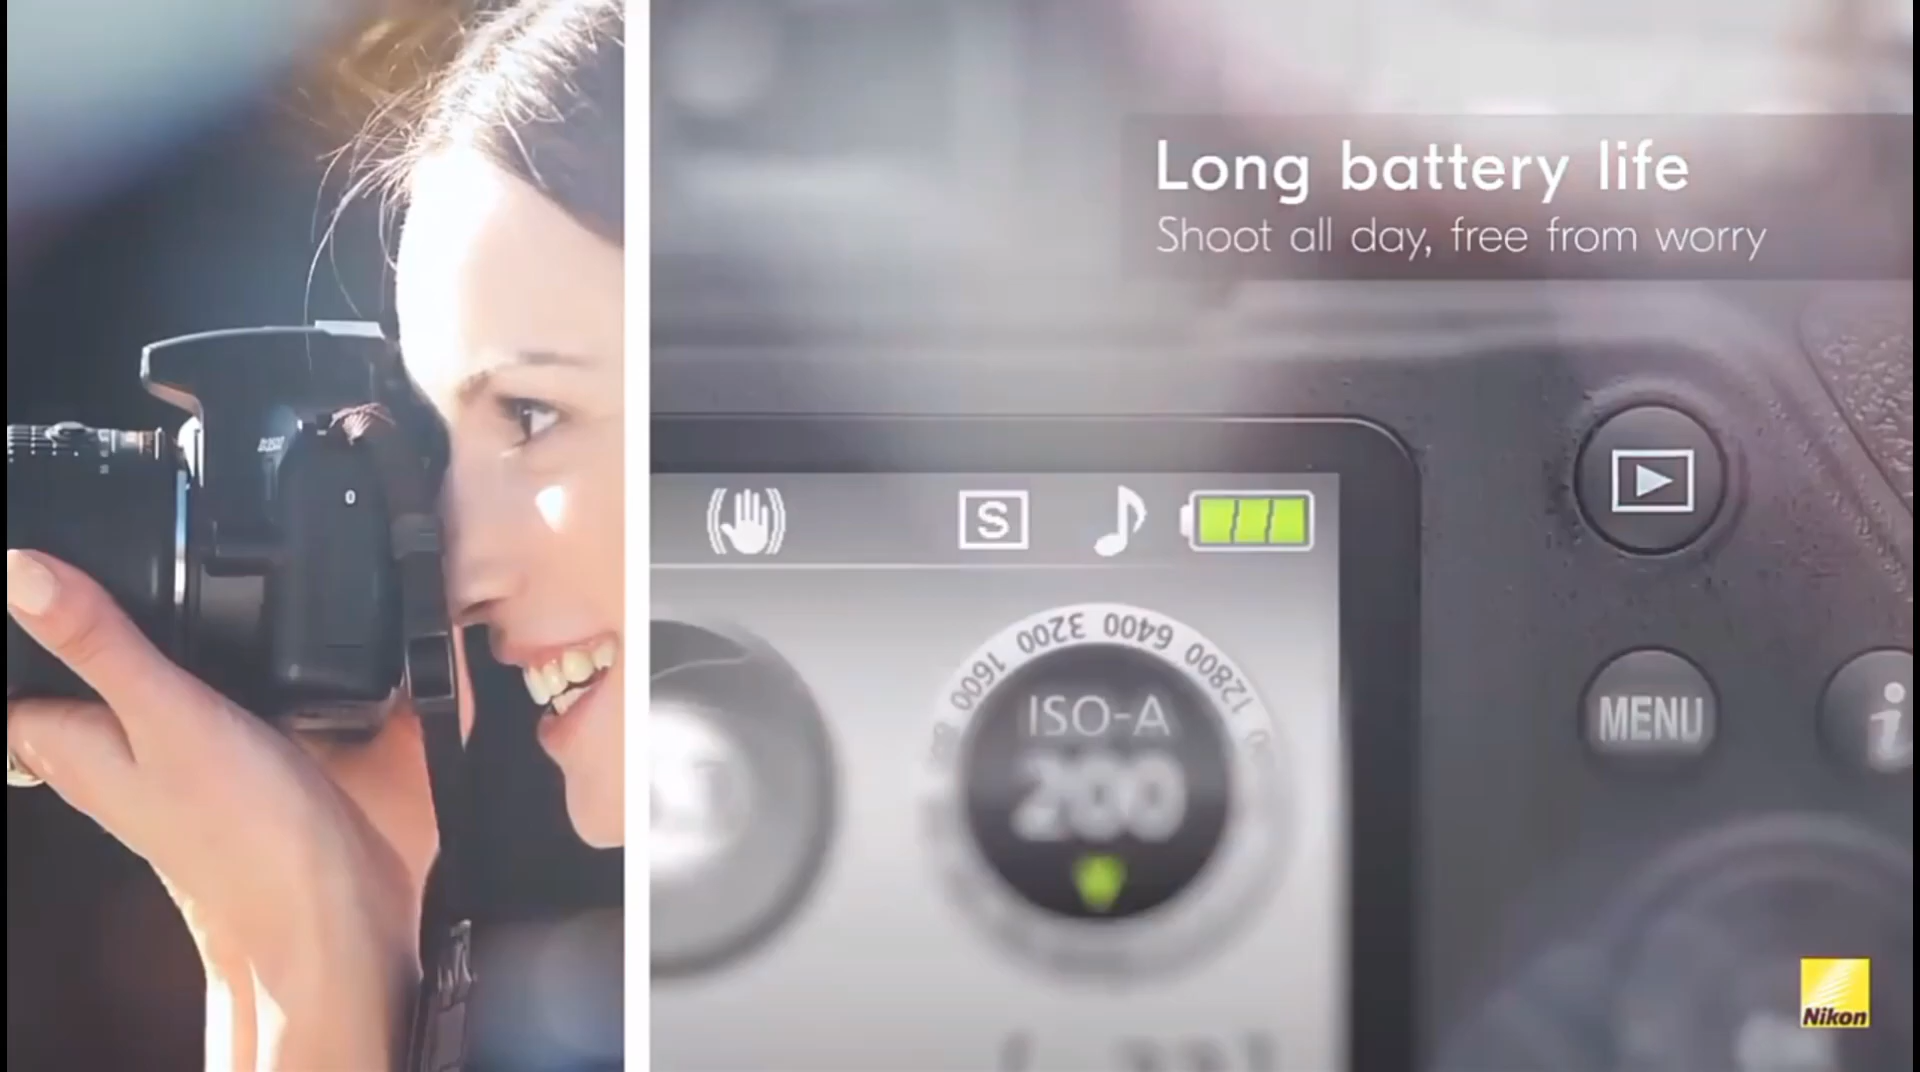 Long battery life
Shoot all day, free from worry
S
1600 3200 6400 12800
ISO-A
200
MENU
i
Nikon